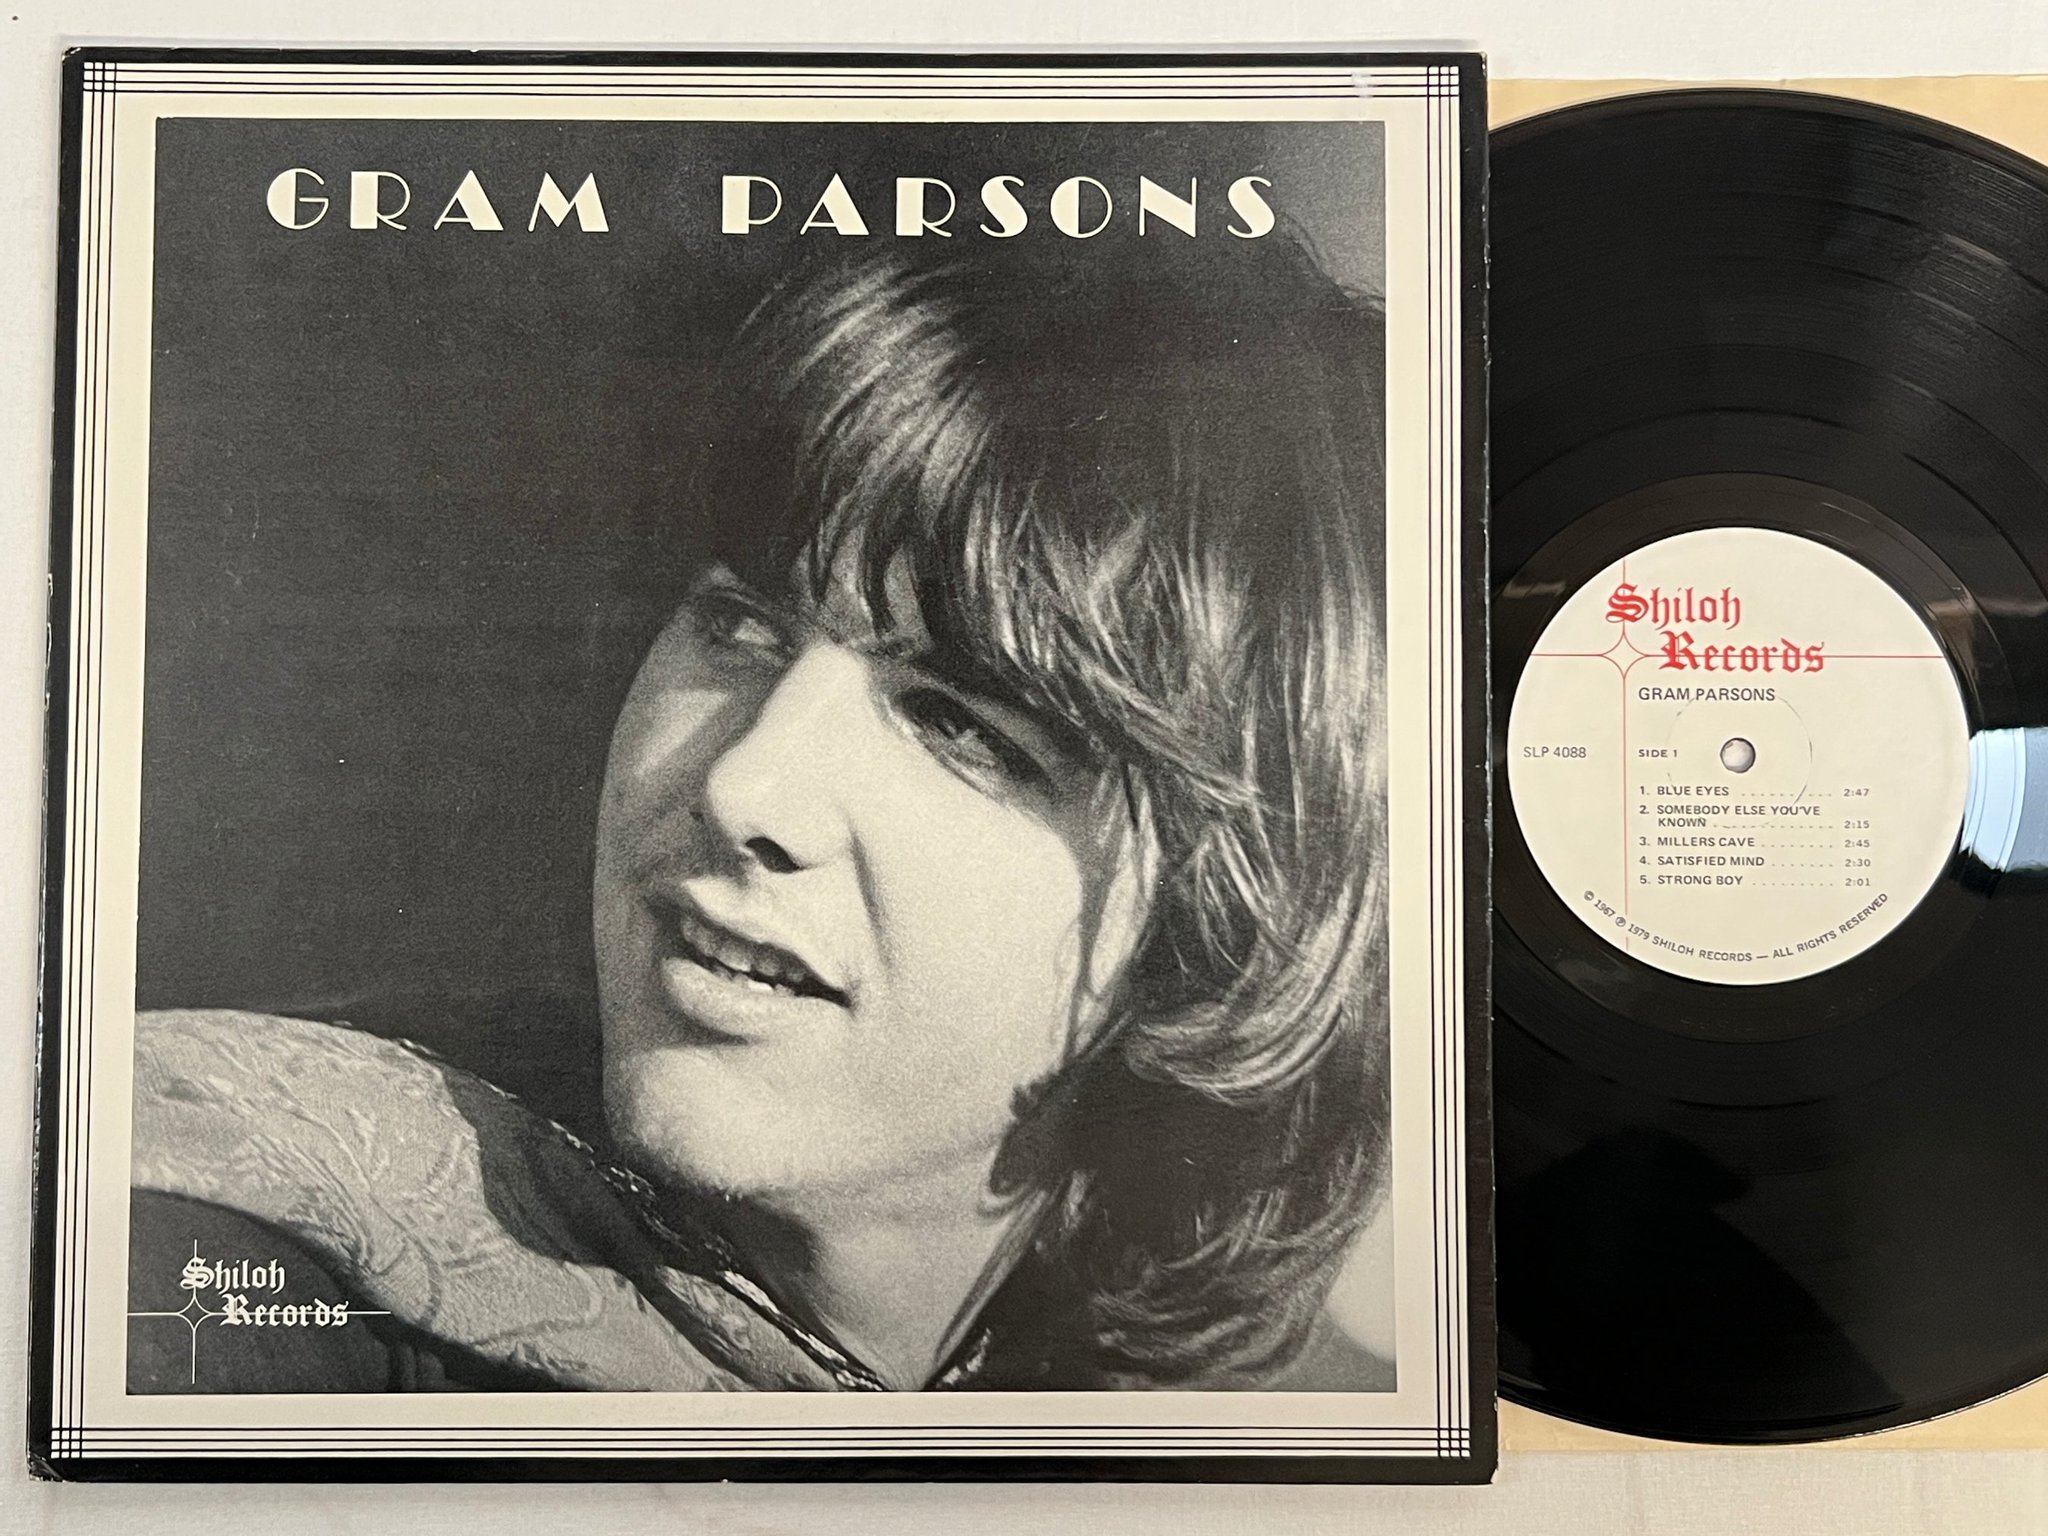 GRAM PARSONS
Shiloh
Records
Shiloh
Records
GRAM PARSONS
SLP 4088
SIDE 1
1. BLUE EYES .......... 2:47
2. SOMEBODY ELSE YOU'VE
KNOWN ............. 2:15
3. MILLERS CAVE ........ 2:45
4. SATISFIED MIND ....... 2:30
5. STRONG BOY ......... 2:01
© 1967 ℗ 1979 SHILOH RECORDS — ALL RIGHTS RESERVED